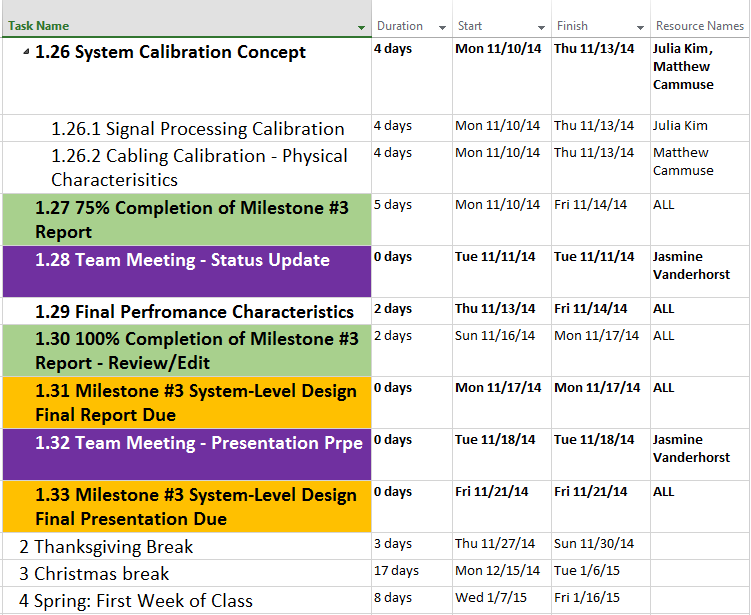 Task Name Duration Start Finish Resource Names
1.26 System Calibration Concept 4 days Mon 11/10/14 Thu 11/13/14 Julia Kim,
Matthew
Cammuse
1.26.1 Signal Processing Calibration 4 days Mon 11/10/14 Thu 11/13/14 Julia Kim
1.26.2 Cabling Calibration - Physical 4 days Mon 11/10/14 Thu 11/13/14 Matthew
Characterisitics Cammuse
1.27 75% Completion of Milestone #3 5 days Mon 11/10/14 Fri 11/14/14 ALL
Report
1.28 Team Meeting - Status Update 0 days Tue 11/11/14 Tue 11/11/14 Jasmine
Vanderhorst
1.29 Final Perfromance Characteristics 2 days Thu 11/13/14 Fri 11/14/14 ALL
1.30 100% Completion of Milestone #3 2 days Sun 11/16/14 Mon 11/17/14 ALL
Report - Review/Edit
1.31 Milestone #3 System-Level Design 0 days Mon 11/17/14 Mon 11/17/14 ALL
Final Report Due
1.32 Team Meeting - Presentation Prpe 0 days Tue 11/18/14 Tue 11/18/14 Jasmine
Vanderhorst
1.33 Milestone #3 System-Level Design 0 days Fri 11/21/14 Fri 11/21/14 ALL
Final Presentation Due
2 Thanksgiving Break 3 days Thu 11/27/14 Sun 11/30/14
3 Christmas break 17 days Mon 12/15/14 Tue 1/6/15
4 Spring: First Week of Class 8 days Wed 1/7/15 Fri 1/16/15